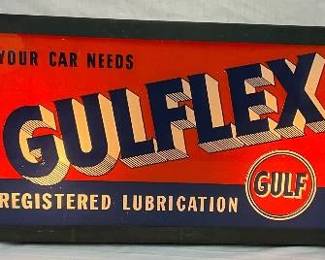 YOUR CAR NEEDS
GULFLEX
REGISTERED LUBRICATION
GULF